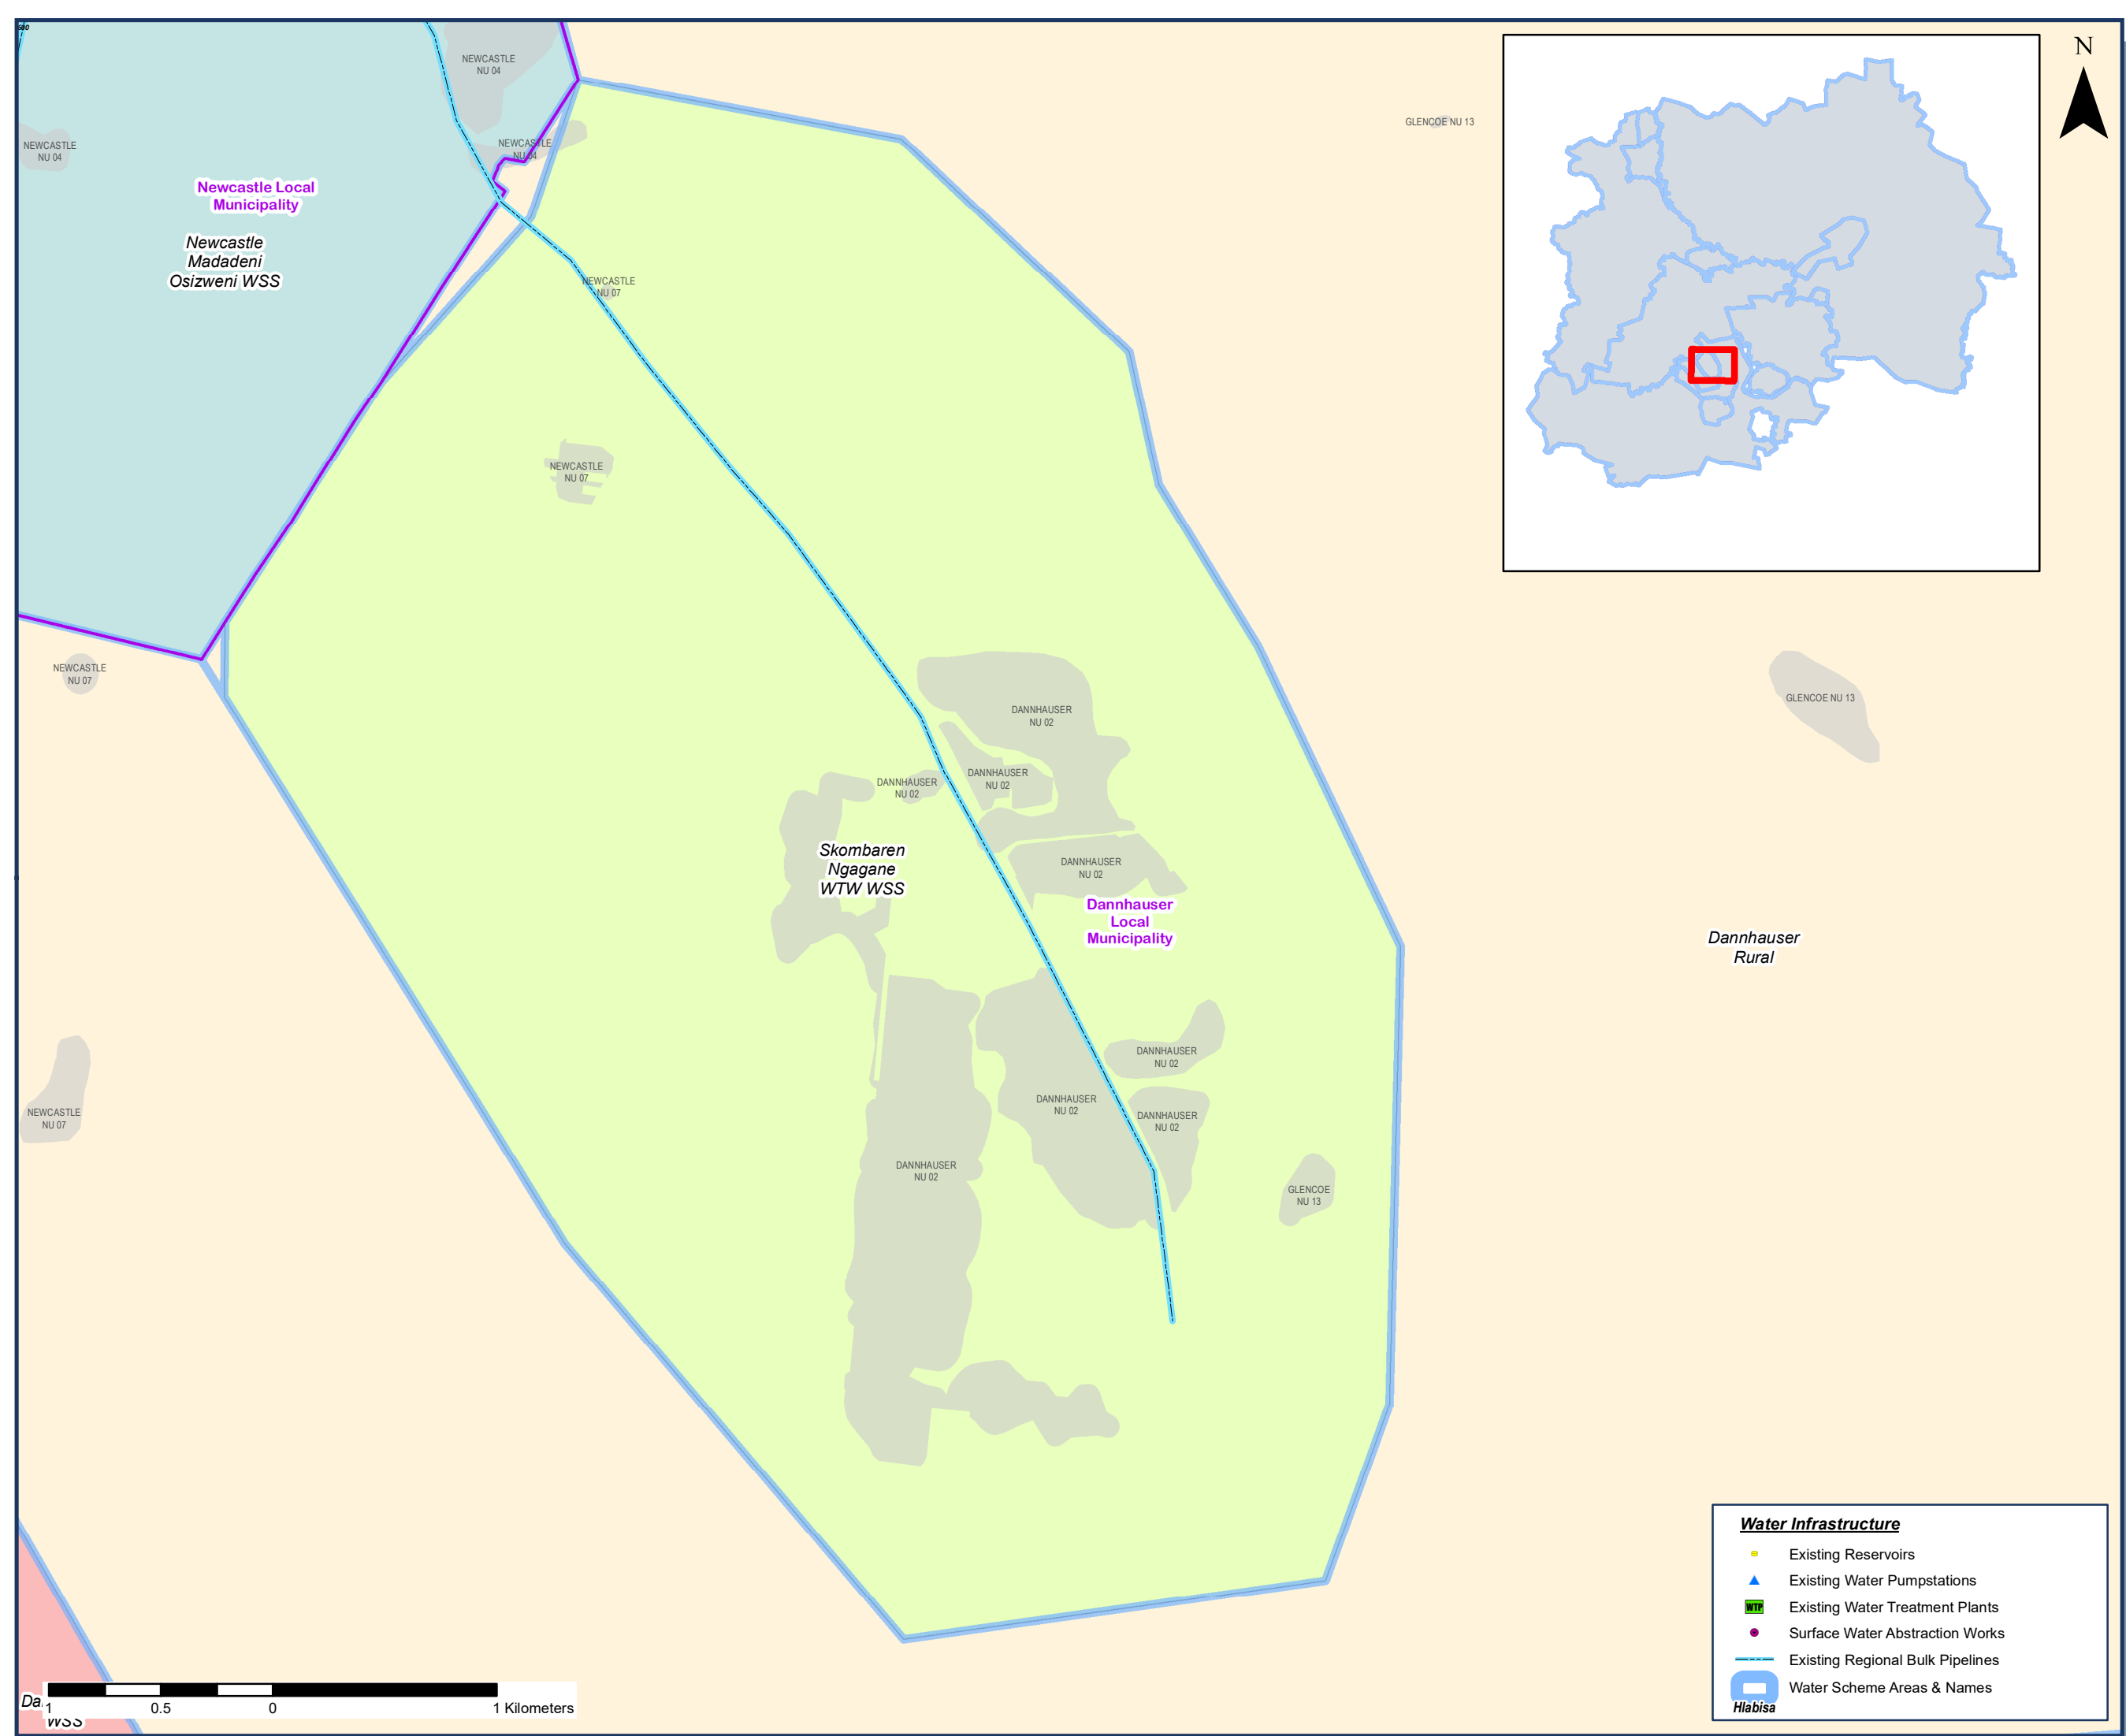 NEWCASTLE
NU 04
N
GLENCOE NU 13
NEWCASTLE
NU 04
NEWCASTLE
NU 04
Newcastle Local
Municipality
Newcastle
Madadeni
Osizweni WSS
NEWCASTLE
NU 07
NEWCASTLE
NU 07
NEWCASTLE
NU 07
GLENCOE NU 13
DANNHAUSER
NU 02
DANNHAUSER
NU 02
DANNHAUSER
NU 02
Skombaren
Ngagane
WTW WSS
DANNHAUSER
NU 02
Dannhauser
Local
Municipality
Dannhauser
Rural
DANNHAUSER
NU 02
NEWCASTLE
NU 07
DANNHAUSER
NU 02
DANNHAUSER
NU 02
DANNHAUSER
NU 02
GLENCOE
NU 13
Water Infrastructure
Existing Reservoirs
Existing Water Pumpstations
WTP Existing Water Treatment Plants
Surface Water Abstraction Works
Existing Regional Bulk Pipelines
Water Scheme Areas & Names
Hlabisa
Da
WSS
1 0.5 0 1 Kilometers